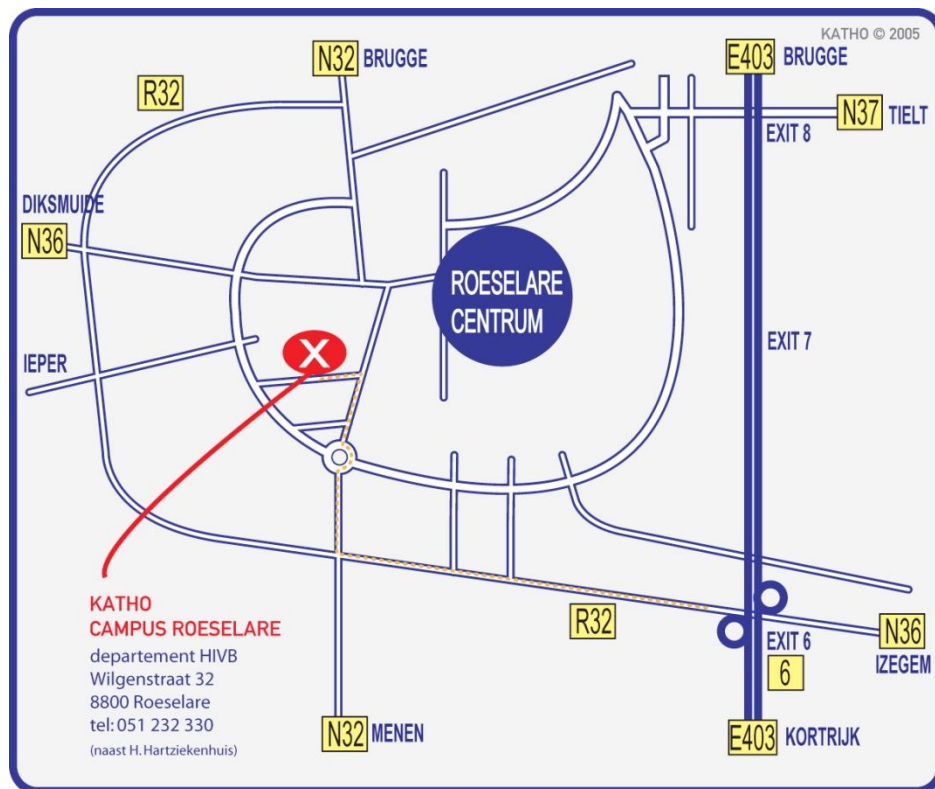 KATHO © 2005
N32 BRUGGE
E403 BRUGGE
R32
N37 TIELT
EXIT 8
DIKSMUIDE
N36
ROESELARE
CENTRUM
X
EXIT 7
IEPER
KATHO
CAMPUS ROESELARE
departement HIVB
Wilgenstraat 32
8800 Roeselare
tel: 051 232 330
(naast H. Hartziekenhuis)
R32
EXIT 6
N36
IZEGEM
6
N32 MENEN
E403 KORTRIJK